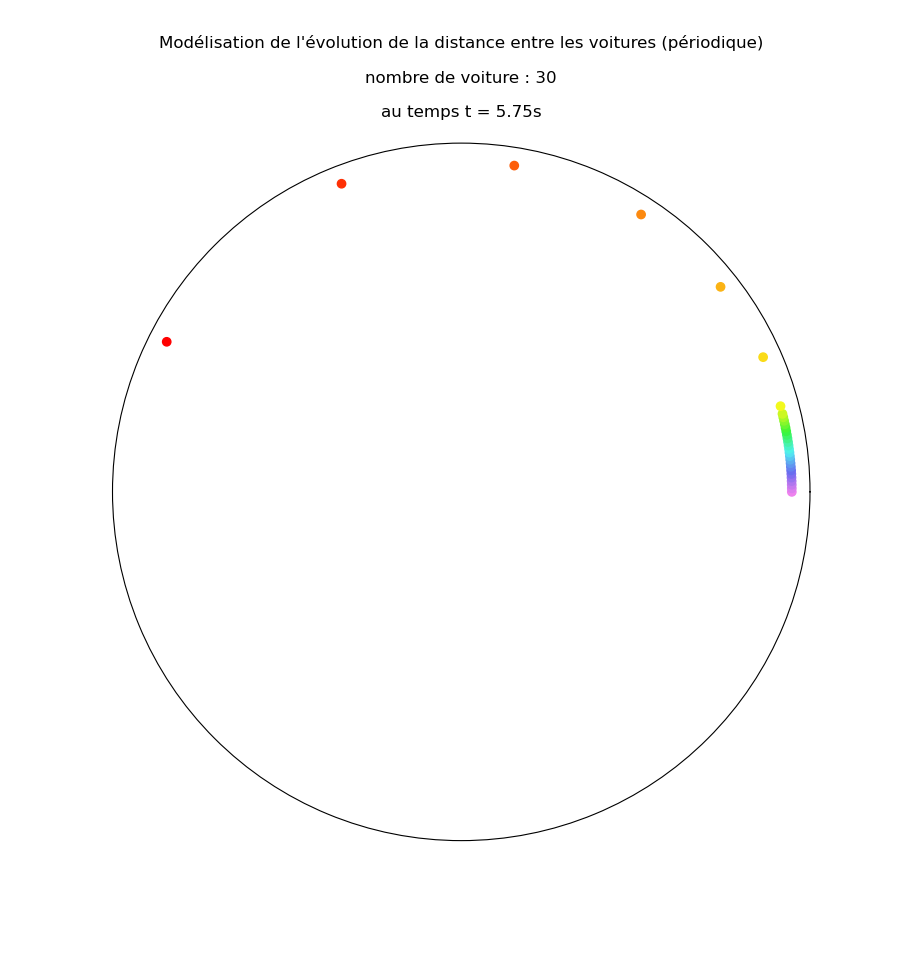 Modélisation de l'évolution de la distance entre les voitures (périodique)
nombre de voiture : 30
au temps t = 5.75s